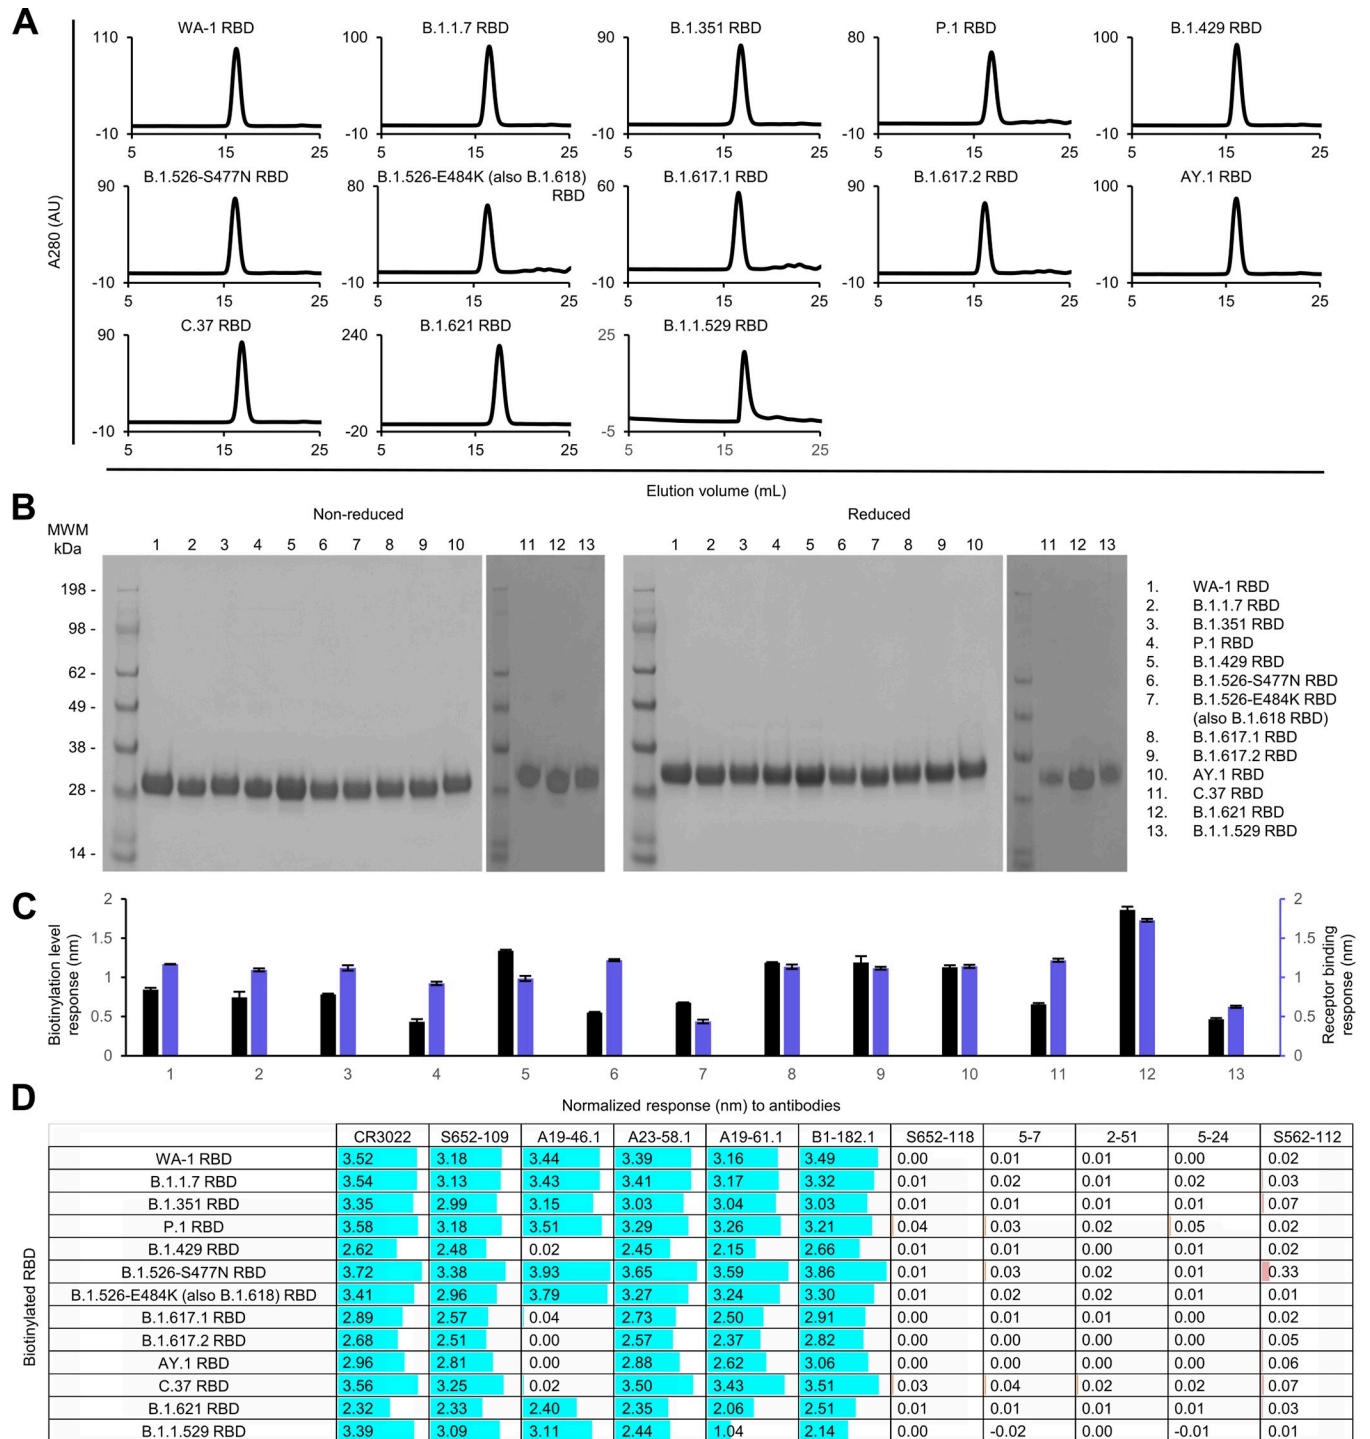 A
A280 (AU)
WA-1 RBD B.1.1.7 RBD B.1.351 RBD P.1 RBD B.1.429 RBD
110 100 90 80 100
-10 -10 -10 -10 -10
5 15 25 5 15 25 5 15 25 5 15 25 5 15 25
B.1.526-S477N RBD B.1.526-E484K (also B.1.618) RBD B.1.617.1 RBD B.1.617.2 RBD AY.1 RBD
90 80 60 90 100
-10 -10 -10 -10 -10
5 15 25 5 15 25 5 15 25 5 15 25 5 15 25
C.37 RBD B.1.621 RBD B.1.1.529 RBD
90 240 25
-10 -20 -5
5 15 25 5 15 25 5 15 25
Elution volume (mL)
B
Non-reduced Reduced
MWM
kDa
1 2 3 4 5 6 7 8 9 10 11 12 13 1 2 3 4 5 6 7 8 9 10 11 12 13
198 -
98 -
62 -
49 -
38 -
28 -
14 -
1. WA-1 RBD
2. B.1.1.7 RBD
3. B.1.351 RBD
4. P.1 RBD
5. B.1.429 RBD
6. B.1.526-S477N RBD
7. B.1.526-E484K RBD
(also B.1.618 RBD)
8. B.1.617.1 RBD
9. B.1.617.2 RBD
10. AY.1 RBD
11. C.37 RBD
12. B.1.621 RBD
13. B.1.1.529 RBD
C
Biotinylation level
response (nm)
2 2
1.5 1.5
1 1
0.5 0.5
0 0
Receptor binding
response (nm)
1 2 3 4 5 6 7 8 9 10 11 12 13
D
Normalized response (nm) to antibodies
Biotinylated RBD
CR3022 S652-109 A19-46.1 A23-58.1 A19-61.1 B1-182.1 S652-118 5-7 2-51 5-24 S562-112
WA-1 RBD 3.52 3.18 3.44 3.39 3.16 3.49 0.00 0.01 0.01 0.00 0.02
B.1.1.7 RBD 3.54 3.13 3.43 3.41 3.17 3.32 0.01 0.02 0.01 0.02 0.03
B.1.351 RBD 3.35 2.99 3.15 3.03 3.04 3.03 0.01 0.01 0.01 0.01 0.07
P.1 RBD 3.58 3.18 3.51 3.29 3.26 3.21 0.04 0.03 0.02 0.05 0.02
B.1.429 RBD 2.62 2.48 0.02 2.45 2.15 2.66 0.01 0.01 0.00 0.01 0.02
B.1.526-S477N RBD 3.72 3.38 3.93 3.65 3.59 3.86 0.01 0.03 0.02 0.01 0.33
B.1.526-E484K (also B.1.618) RBD 3.41 2.96 3.79 3.27 3.24 3.30 0.01 0.02 0.02 0.01 0.01
B.1.617.1 RBD 2.89 2.57 0.04 2.73 2.50 2.91 0.00 0.01 0.01 0.00 0.02
B.1.617.2 RBD 2.68 2.51 0.00 2.57 2.37 2.82 0.00 0.00 0.00 0.00 0.05
AY.1 RBD 2.96 2.81 0.00 2.88 2.62 3.06 0.00 0.00 0.00 0.00 0.06
C.37 RBD 3.56 3.25 0.02 3.50 3.43 3.51 0.03 0.04 0.02 0.02 0.07
B.1.621 RBD 2.32 2.33 2.40 2.35 2.06 2.51 0.01 0.01 0.01 0.01 0.03
B.1.1.529 RBD 3.39 3.09 3.11 2.44 1.04 2.14 0.00 -0.02 0.00 -0.01 0.01